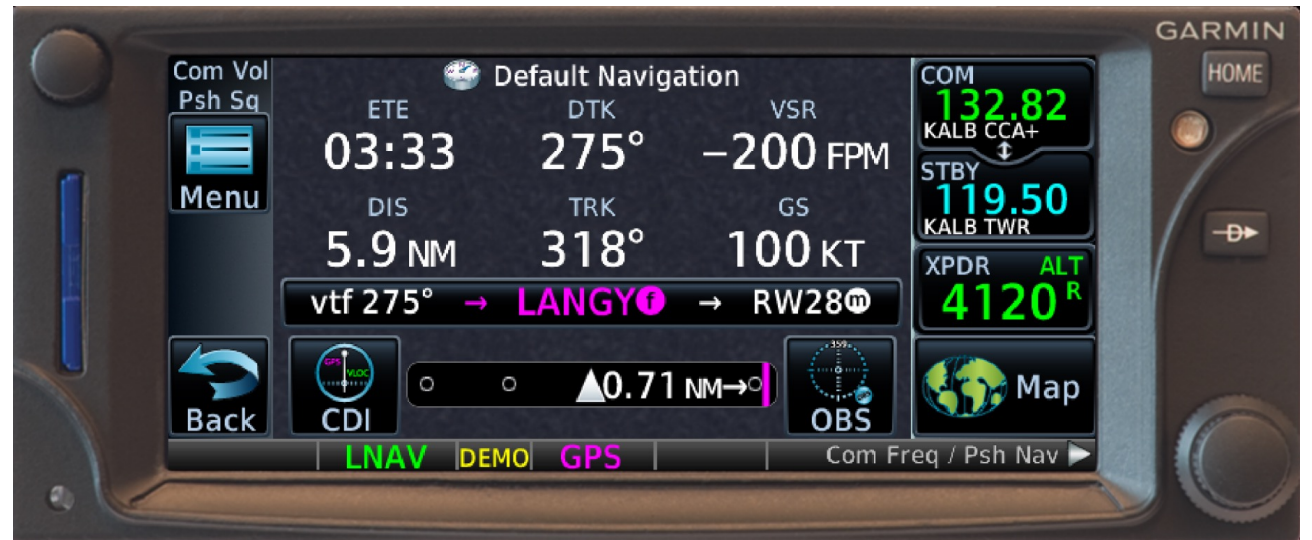 GARMIN
HOME
Com Vol
Psh Sq
Menu
Back
Default Navigation
ETE DTK VSR
03:33 275° −200 FPM
DIS TRK GS
5.9 NM 318° 100 KT
vtf 275° → LANGY f → RW28 m
GPS VLOC
CDI
0.71 NM→
359
OBS
COM
132.82
KALB CCA+
STBY
119.50
KALB TWR
XPDR ALT
4120 R
Map
LNAV DEMO GPS Com Freq / Psh Nav
D